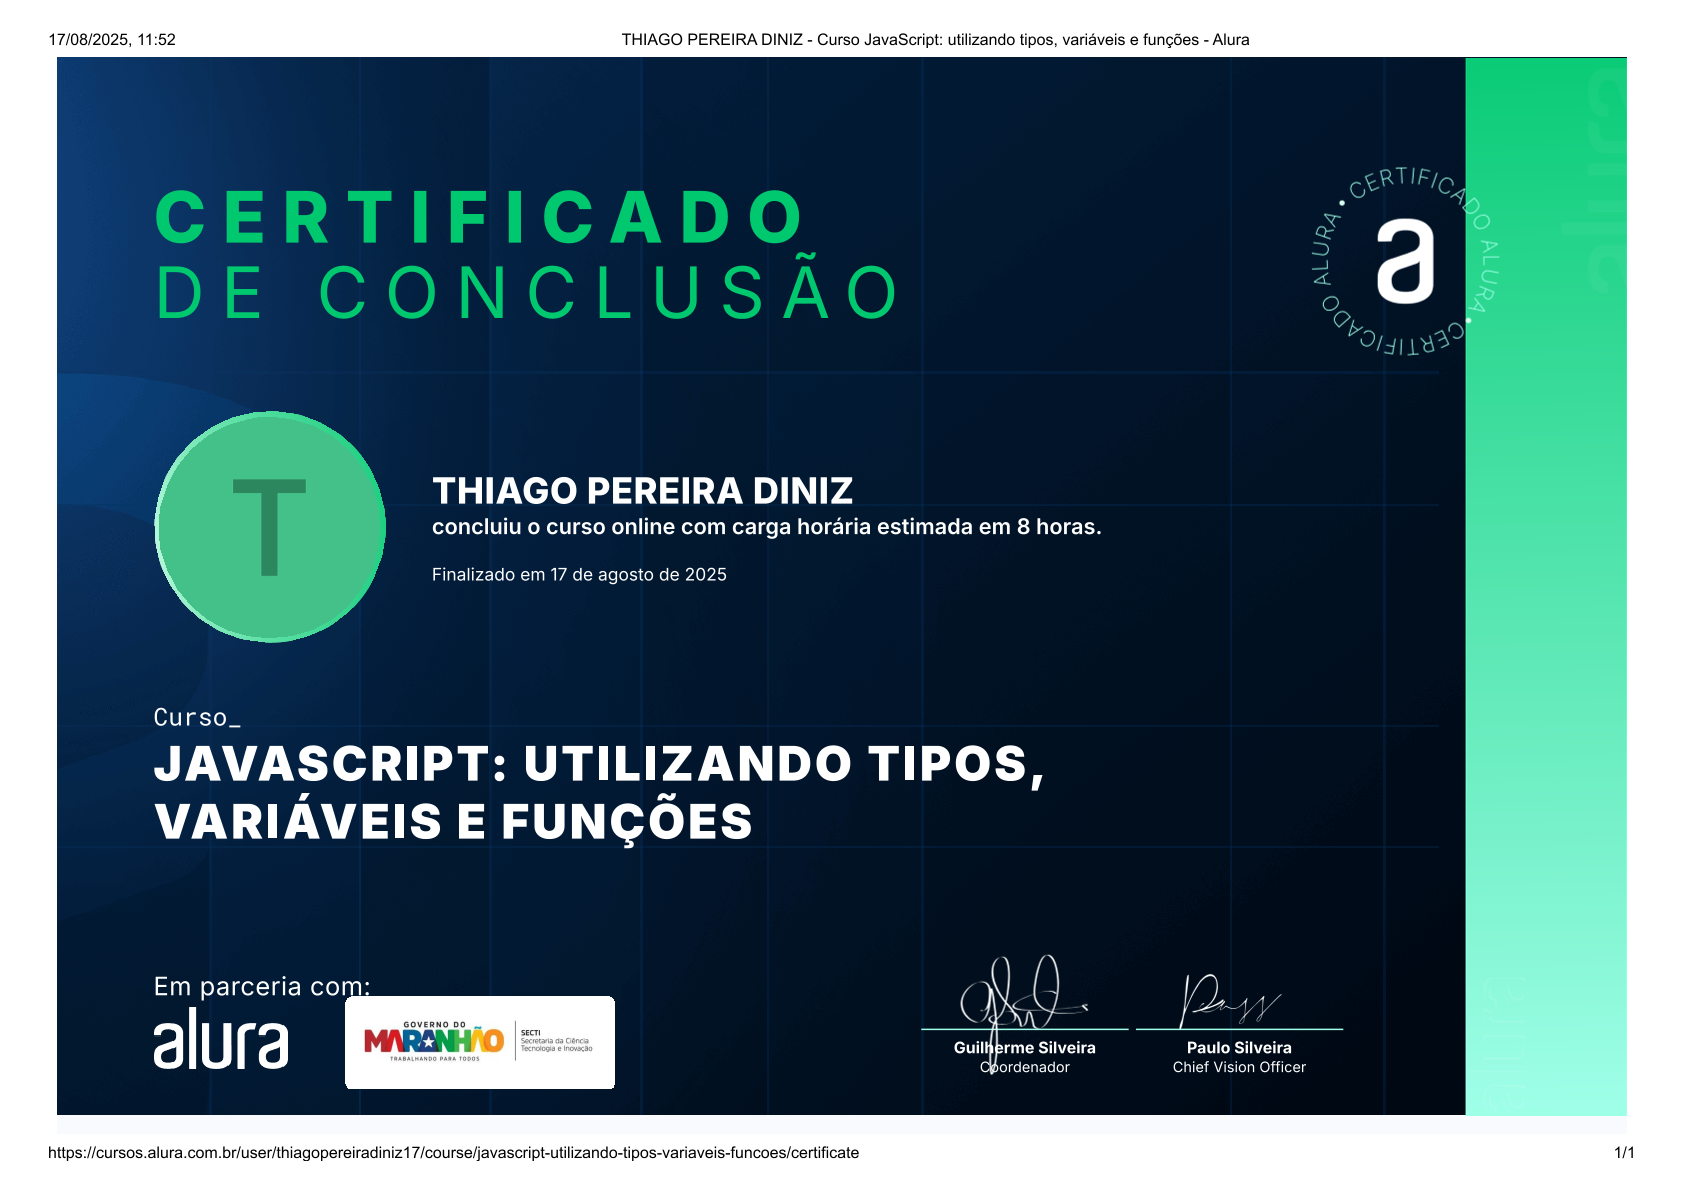 17/08/2025, 11:52
THIAGO PEREIRA DINIZ - Curso JavaScript: utilizando tipos, variáveis e funções - Alura
CERTIFICADO
DE CONCLUSÃO
• CERTIFICADO ALURA • CERTIFICADO ALURA
a
alura
T
THIAGO PEREIRA DINIZ
concluiu o curso online com carga horária estimada em 8 horas.
Finalizado em 17 de agosto de 2025
Curso_
JAVASCRIPT: UTILIZANDO TIPOS,
VARIÁVEIS E FUNÇÕES
Em parceria com:
alura
GOVERNO DO
MARANHÃO
TRABALHANDO PARA TODOS
SECTI
Secretaria da Ciência
Tecnologia e Inovação
Guilherme Silveira
Coordenador
Paulo Silveira
Chief Vision Officer
alura
https://cursos.alura.com.br/user/thiagopereiradiniz17/course/javascript-utilizando-tipos-variaveis-funcoes/certificate
1/1